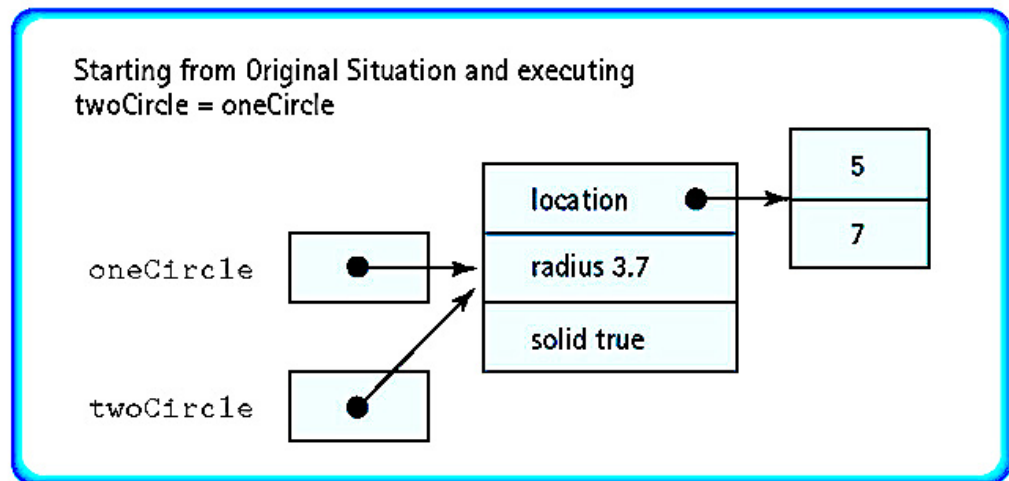 Starting from Original Situation and executing
twoCircle = oneCircle
5
location
7
oneCircle
radius 3.7
solid true
twoCircle